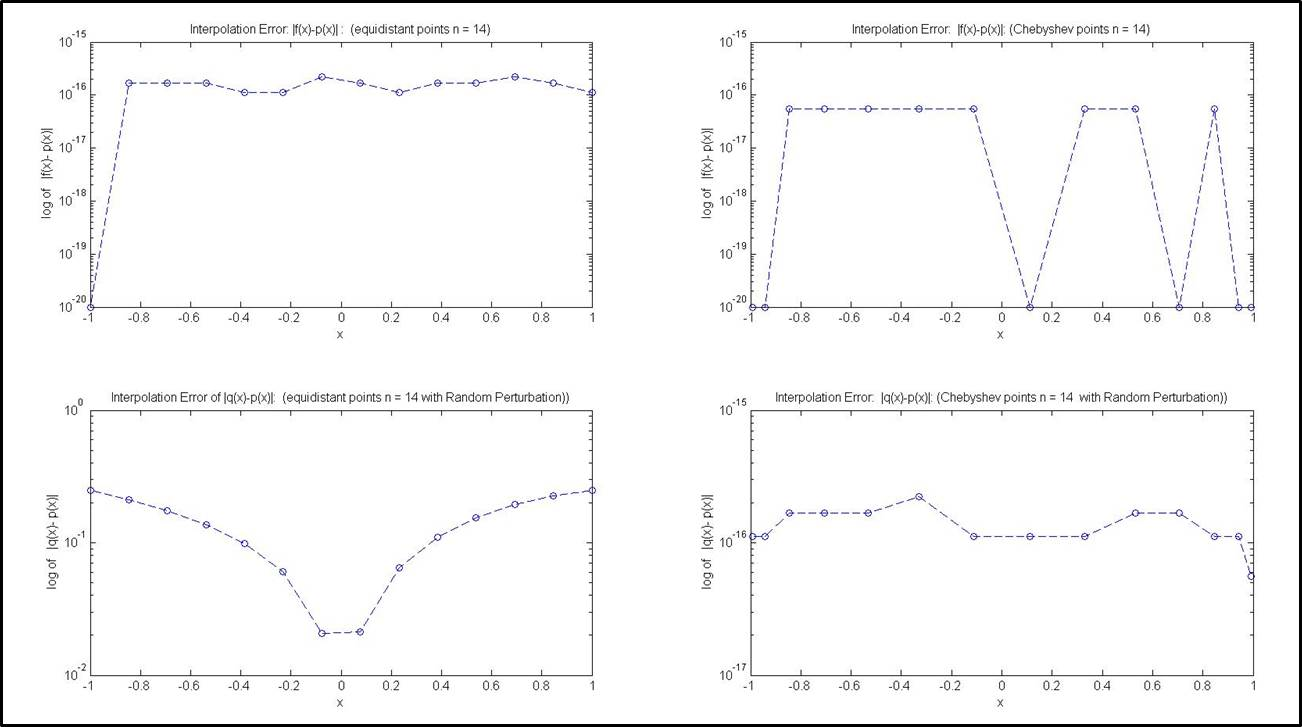 Interpolation Error: |f(x)-p(x)| :  (equidistant points n = 14)
10^-15
10^-16
10^-17
10^-18
10^-19
10^-20
log of |f(x)- p(x)|
-1 -0.8 -0.6 -0.4 -0.2 0 0.2 0.4 0.6 0.8 1
x
Interpolation Error:  |f(x)-p(x)|: (Chebyshev points n = 14)
10^-15
10^-16
10^-17
10^-18
10^-19
10^-20
log of |f(x)- p(x)|
-1 -0.8 -0.6 -0.4 -0.2 0 0.2 0.4 0.6 0.8 1
x
Interpolation Error of |q(x)-p(x)|:  (equidistant points n = 14 with Random Perturbation))
10^0
10^-1
10^-2
log of |q(x)- p(x)|
-1 -0.8 -0.6 -0.4 -0.2 0 0.2 0.4 0.6 0.8 1
x
Interpolation Error:  |q(x)-p(x)|: (Chebyshev points n = 14  with Random Perturbation))
10^-15
10^-16
10^-17
log of |q(x)- p(x)|
-1 -0.8 -0.6 -0.4 -0.2 0 0.2 0.4 0.6 0.8 1
x